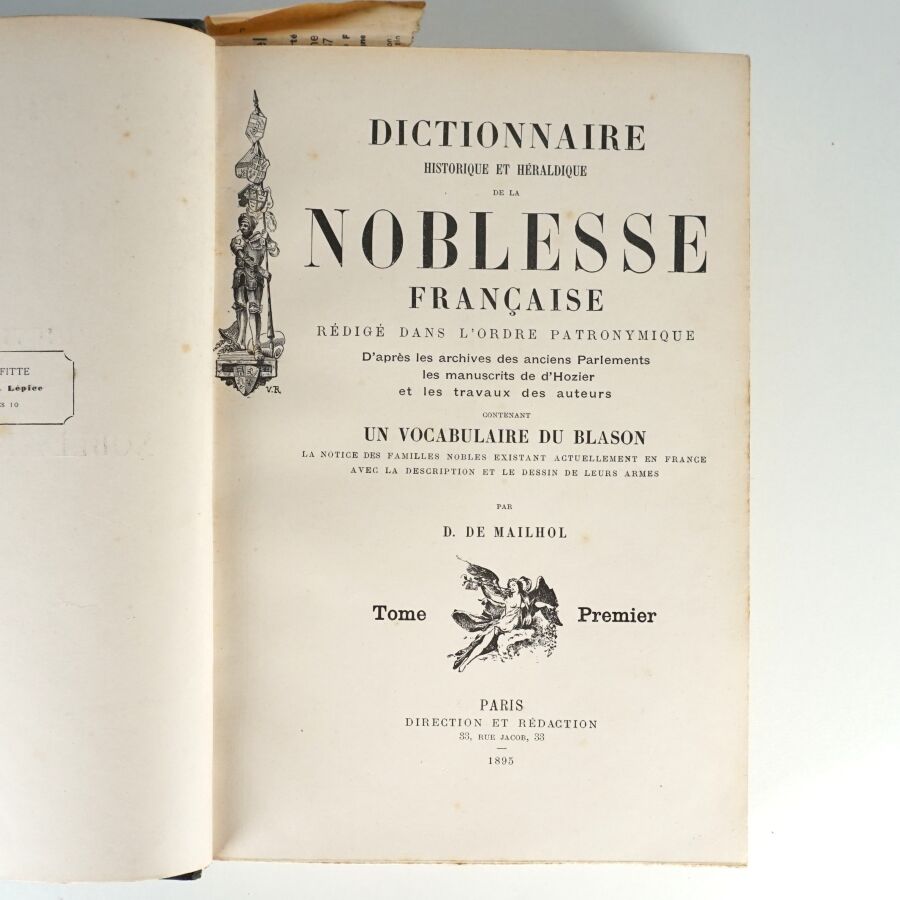 DICTIONNAIRE
HISTORIQUE ET HÉRALDIQUE
DE LA
NOBLESSE
FRANÇAISE
RÉDIGÉ DANS L'ORDRE PATRONYMIQUE
D'après les archives des anciens Parlements
les manuscrits de d'Hozier
et les travaux des auteurs
CONTENANT
UN VOCABULAIRE DU BLASON
LA NOTICE DES FAMILLES NOBLES EXISTANT ACTUELLEMENT EN FRANCE
AVEC LA DESCRIPTION ET LE DESSIN DE LEURS ARMES
PAR
D. DE MAILHOL
Tome Premier
PARIS
DIRECTION ET RÉDACTION
33, RUE JACOB, 33
1895
V.R.
FITTE
Lépice
S 10